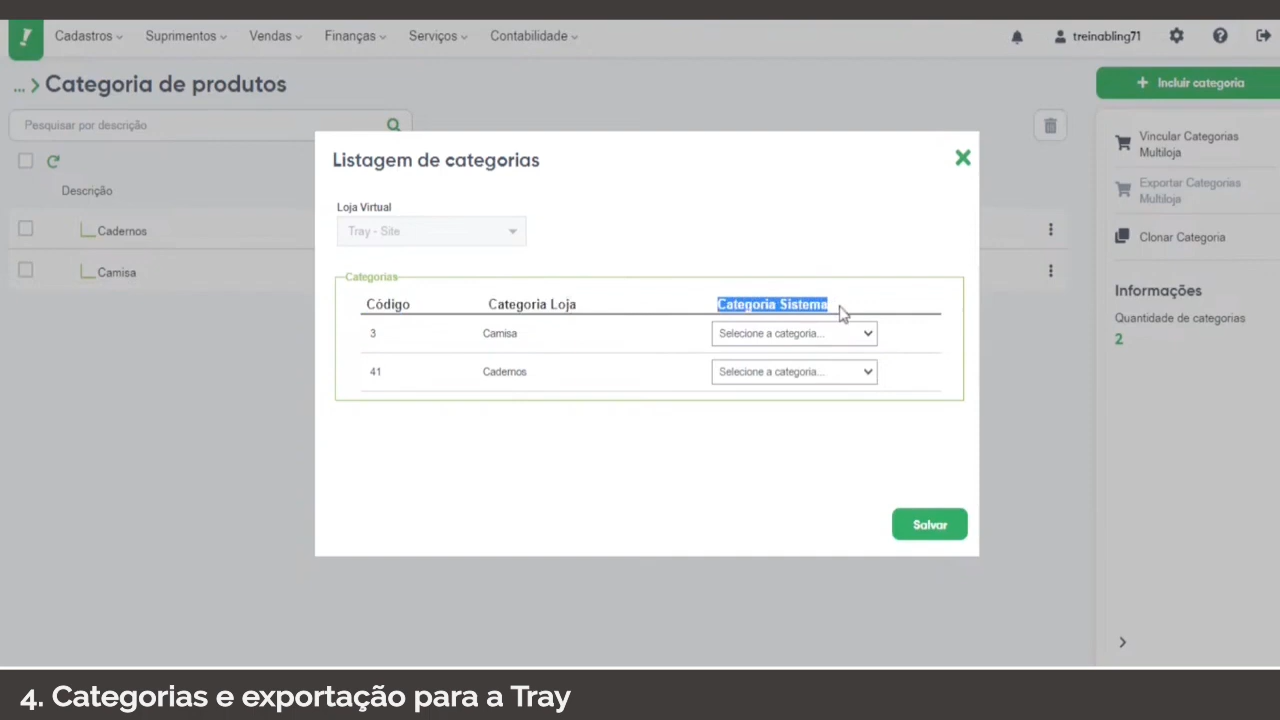 Cadastros
Suprimentos
Vendas
Finanças
Serviços
Contabilidade
treinabling71
... > Categoria de produtos
Incluir categoria
Pesquisar por descrição
Descrição
Cadernos
Camisa
Vincular Categorias
Multiloja
Exportar Categorias
Multiloja
Clonar Categoria
Informações
Quantidade de categorias
2
Listagem de categorias
Loja Virtual
Tray - Site
Categorias
Código Categoria Loja Categoria Sistema
3 Camisa Selecione a categoria...
41 Cadernos Selecione a categoria...
Salvar
4. Categorias e exportação para a Tray